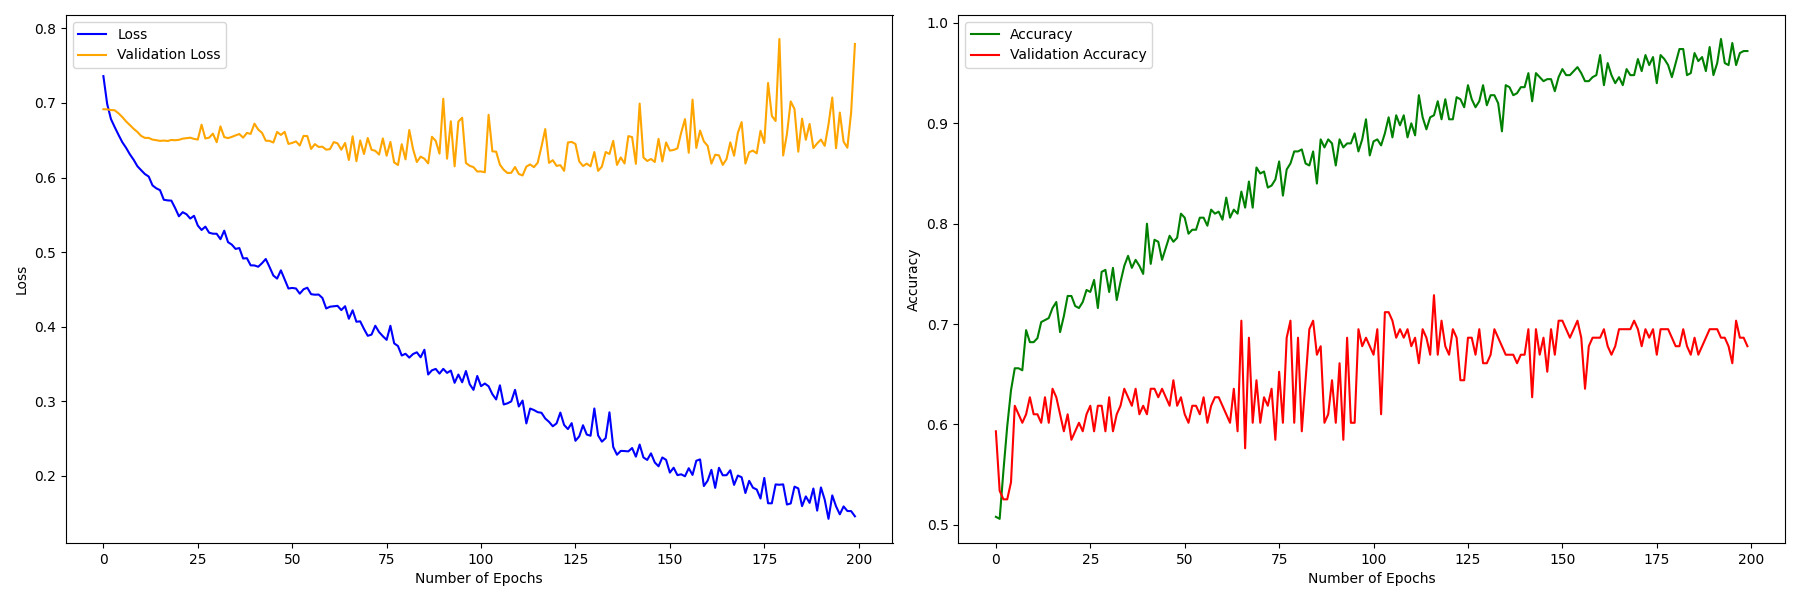 Loss
Validation Loss
0.8
0.7
0.6
0.5
0.4
0.3
0.2
Loss
0 25 50 75 100 125 150 175 200
Number of Epochs
Accuracy
Validation Accuracy
1.0
0.9
0.8
0.7
0.6
0.5
Accuracy
0 25 50 75 100 125 150 175 200
Number of Epochs